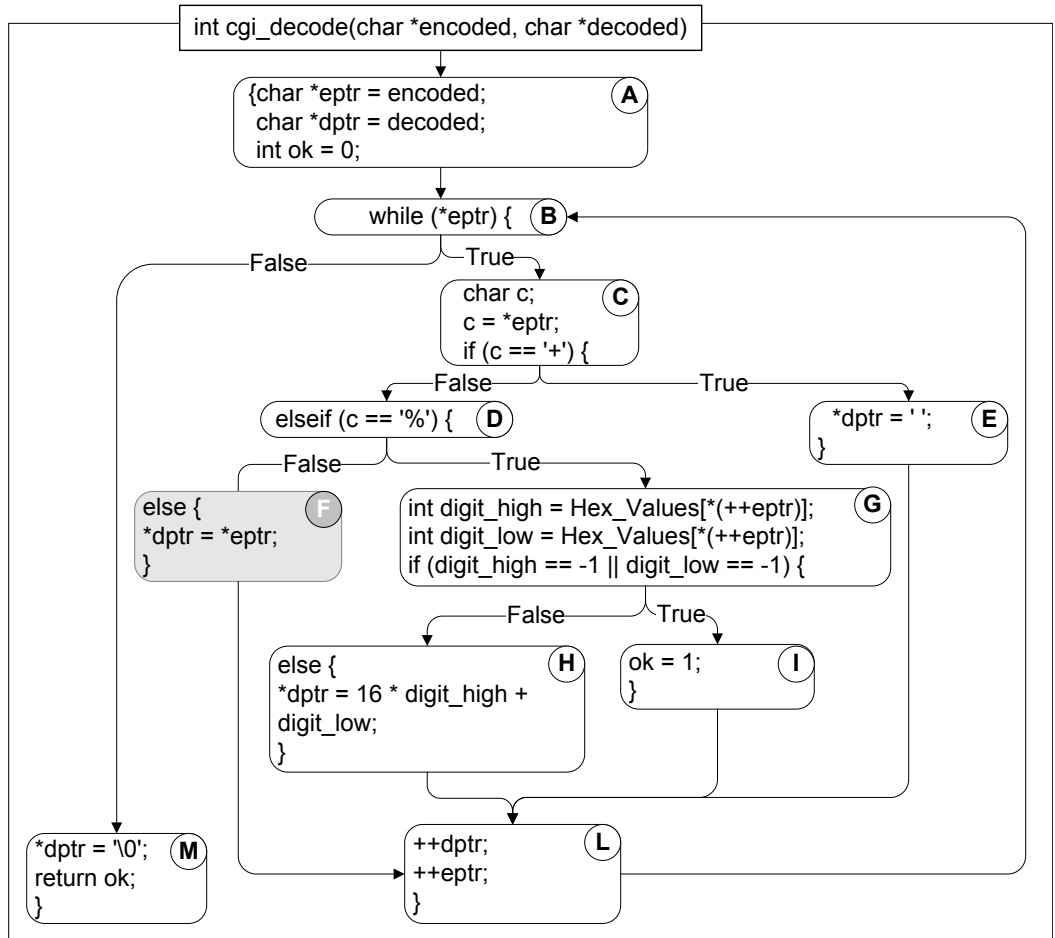 int cgi_decode(char *encoded, char *decoded)
{char *eptr = encoded;
char *dptr = decoded;
int ok = 0;
A
while (*eptr) {
B
False
True
char c;
c = *eptr;
if (c == '+') {
C
False
True
elseif (c == '%') {
D
*dptr = ' ';
}
E
False
True
else {
*dptr = *eptr;
}
F
int digit_high = Hex_Values[*(++eptr)];
int digit_low = Hex_Values[*(++eptr)];
if (digit_high == -1 || digit_low == -1) {
G
False
True
else {
*dptr = 16 * digit_high +
digit_low;
}
H
ok = 1;
}
I
*dptr = '\0';
return ok;
}
M
++dptr;
++eptr;
}
L